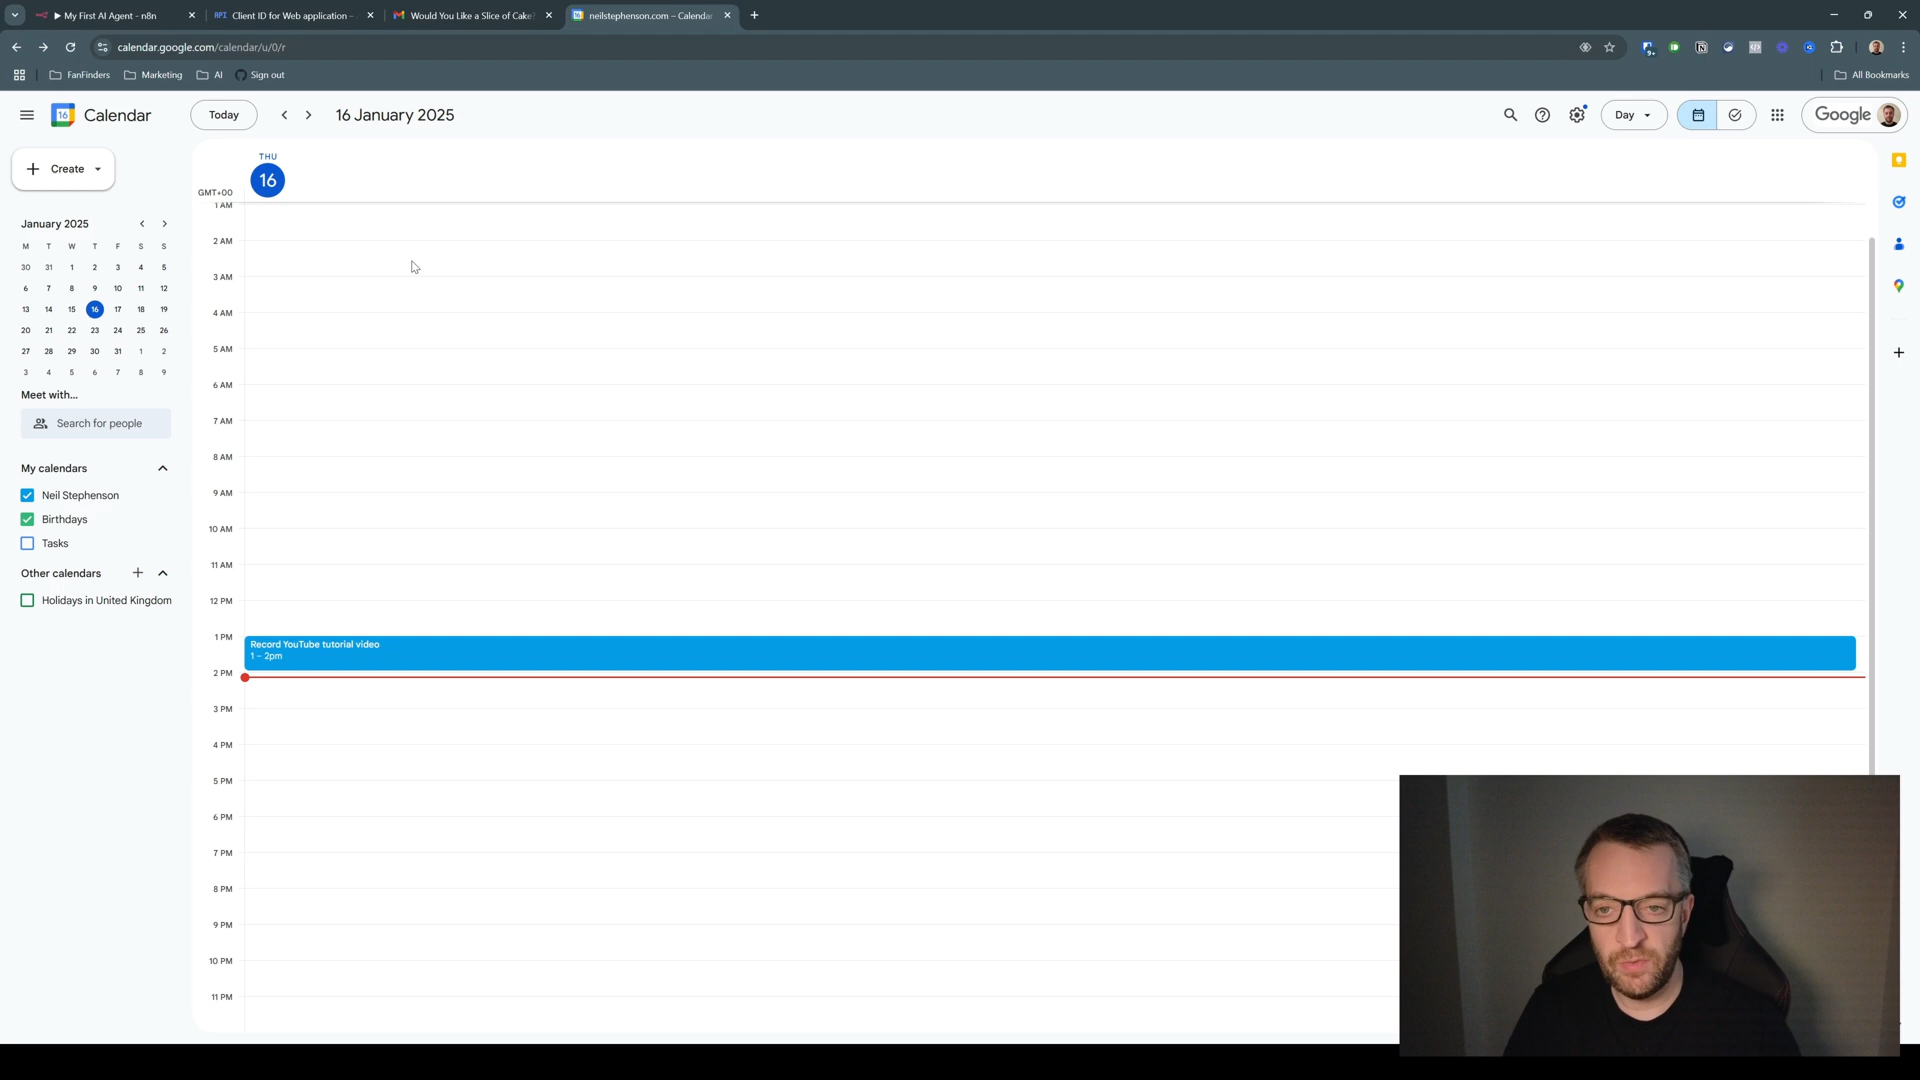 My First AI Agent - n8n
API Client ID for Web application –
Would You Like a Slice of Cake?
neilstephenson.com – Calendar
calendar.google.com/calendar/u/0/r
9+
FanFinders
Marketing
AI
Sign out
All Bookmarks
16 Calendar
Today
16 January 2025
Day
Google
Create
THU
16
GMT+00
January 2025
M T W T F S S
30 31 1 2 3 4 5
6 7 8 9 10 11 12
13 14 15 16 17 18 19
20 21 22 23 24 25 26
27 28 29 30 31 1 2
3 4 5 6 7 8 9
Meet with...
Search for people
My calendars
Neil Stephenson
Birthdays
Tasks
Other calendars
Holidays in United Kingdom
1 AM
2 AM
3 AM
4 AM
5 AM
6 AM
7 AM
8 AM
9 AM
10 AM
11 AM
12 PM
1 PM
Record YouTube tutorial video
1 – 2pm
2 PM
3 PM
4 PM
5 PM
6 PM
7 PM
8 PM
9 PM
10 PM
11 PM